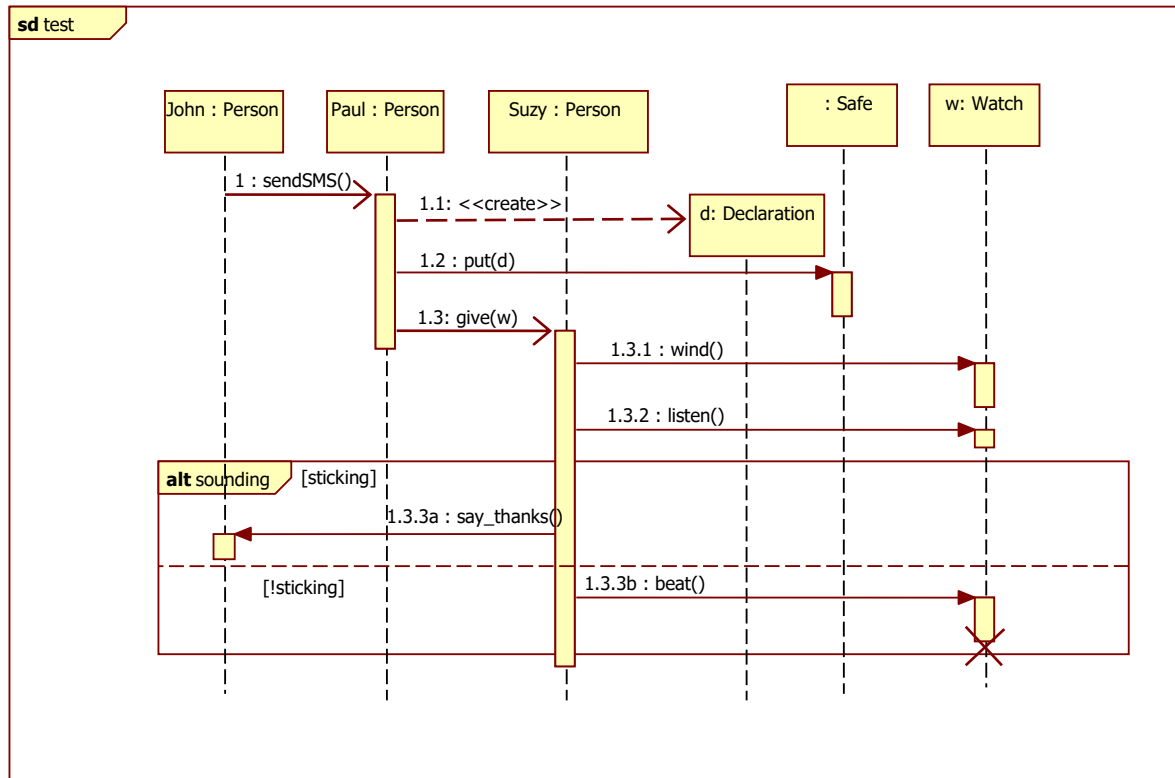 sd test
John : Person
Paul : Person
Suzy : Person
: Safe
w: Watch
1 : sendSMS()
1.1: <<create>>
d: Declaration
1.2 : put(d)
1.3: give(w)
1.3.1 : wind()
1.3.2 : listen()
alt sounding
[sticking]
1.3.3a : say_thanks()
[!sticking]
1.3.3b : beat()